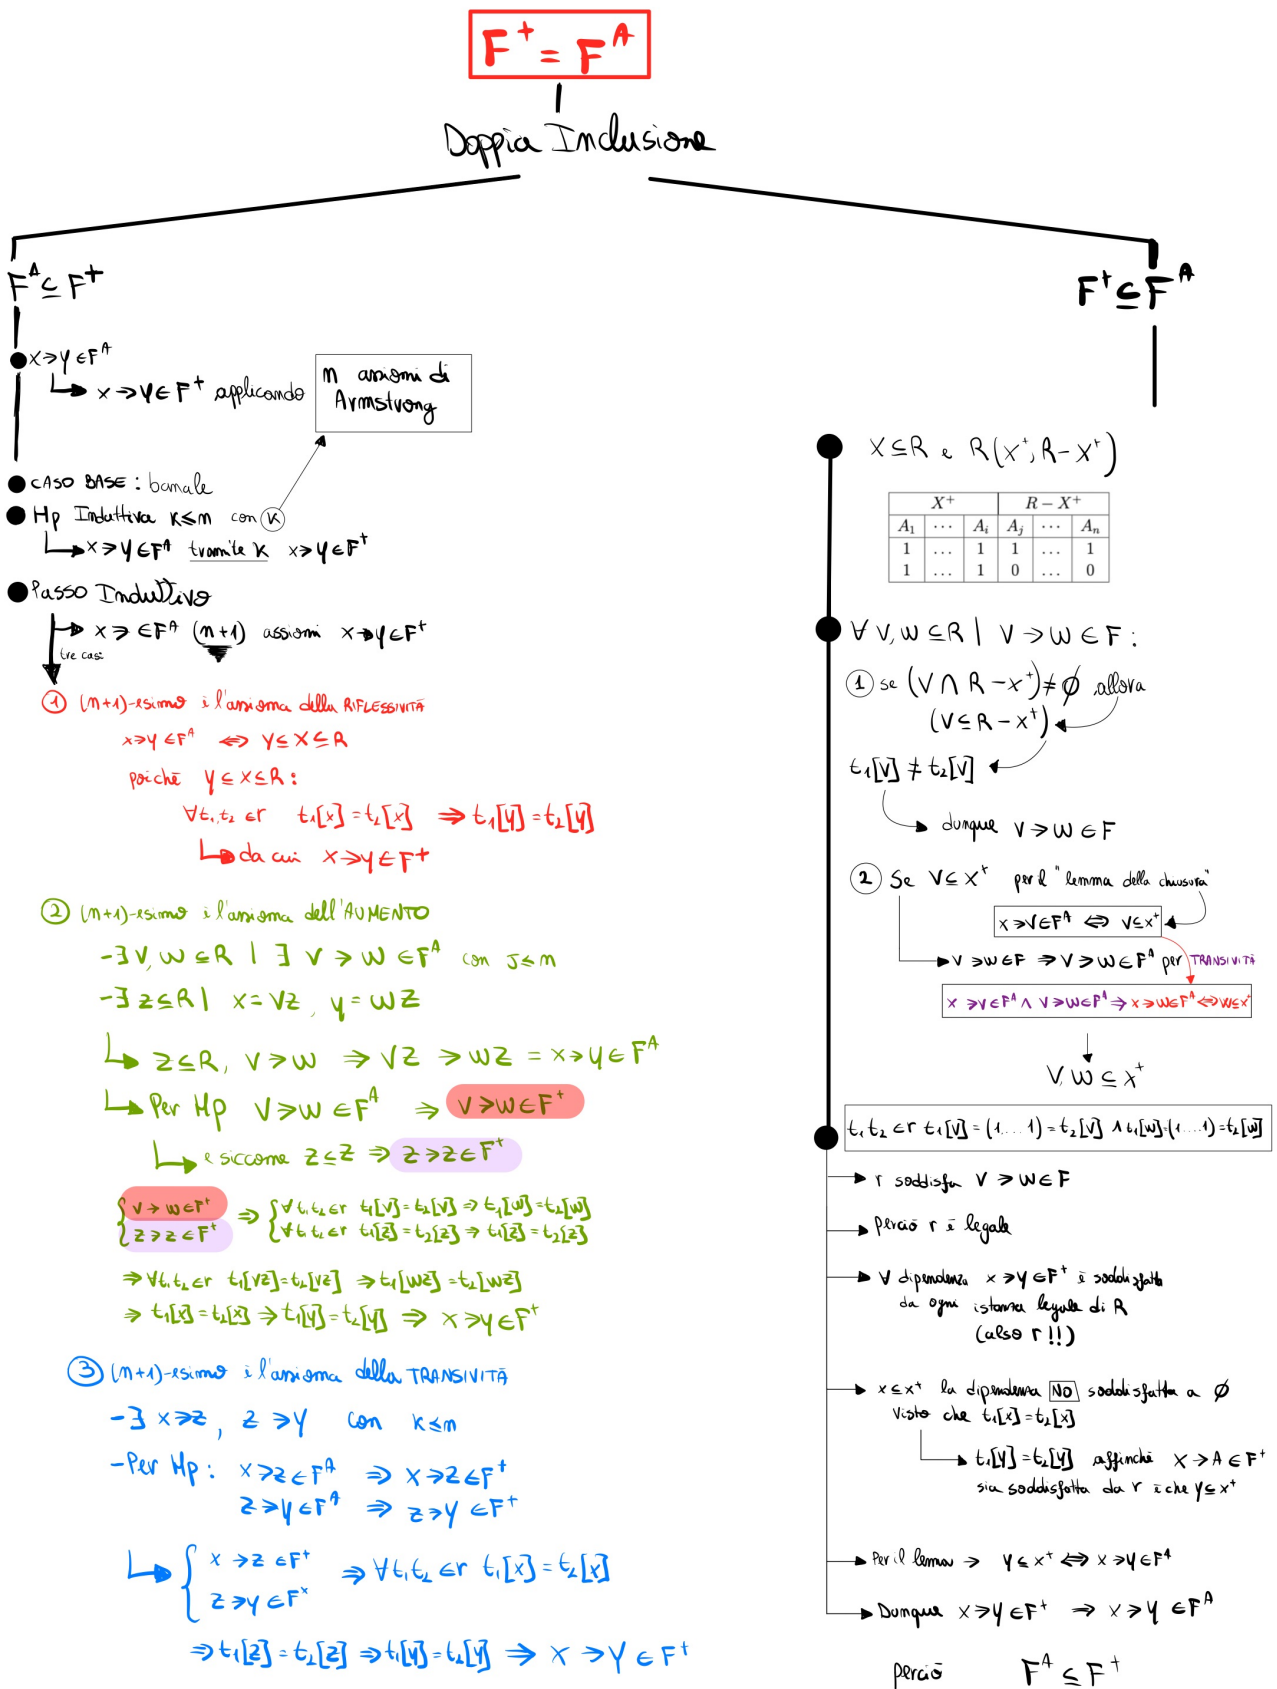 F⁺ = Fᴬ
Doppia Inclusione
Fᴬ ⊆ F⁺
X → Y ∈ Fᴬ
X → Y ∈ F⁺ applicando
n assiomi di
Armstrong
CASO BASE : banale
Hp Induttiva K ≤ n con K
X → Y ∈ Fᴬ tramite K X → Y ∈ F⁺
Passo Induttivo
X → ∈ Fᴬ (n+1) assiomi X → Y ∈ F⁺
tre casi
1 (n+1)-esimo è l'assioma della RIFLESSIVITÀ
X → Y ∈ Fᴬ ⇔ Y ⊆ X ⊆ R
poiché Y ⊆ X ⊆ R :
∀ t₁, t₂ ∈ r t₁[X] = t₂[X] ⇒ t₁[Y] = t₂[Y]
da cui X → Y ∈ F⁺
2 (n+1)-esimo è l'assioma dell'AUMENTO
- ∃ V, W ⊆ R | ∃ V → W ∈ Fᴬ con J ≤ n
- ∃ Z ⊆ R | X = VZ, Y = WZ
Z ⊆ R, V → W ⇒ VZ → WZ = X → Y ∈ Fᴬ
Per Hp V → W ∈ Fᴬ ⇒ V → W ∈ F⁺
e siccome Z ⊆ Z ⇒ Z → Z ∈ F⁺
{ V → W ∈ F⁺ ⇒ { ∀ t₁, t₂ ∈ r t₁[V] = t₂[V] ⇒ t₁[W] = t₂[W]
Z → Z ∈ F⁺ ∀ t₁, t₂ ∈ r t₁[Z] = t₂[Z] ⇒ t₁[Z] = t₂[Z]
⇒ ∀ t₁, t₂ ∈ r t₁[VZ] = t₂[VZ] ⇒ t₁[WZ] = t₂[WZ]
⇒ t₁[X] = t₂[X] ⇒ t₁[Y] = t₂[Y] ⇒ X → Y ∈ F⁺
3 (n+1)-esimo è l'assioma della TRANSIVITÀ
- ∃ X → Z, Z → Y con K ≤ n
- Per Hp : X → Z ∈ Fᴬ ⇒ X → Z ∈ F⁺
Z → Y ∈ Fᴬ ⇒ Z → Y ∈ F⁺
{ X → Z ∈ F⁺ ⇒ ∀ t₁, t₂ ∈ r t₁[X] = t₂[X]
Z → Y ∈ F⁺
⇒ t₁[Z] = t₂[Z] ⇒ t₁[Y] = t₂[Y] ⇒ X → Y ∈ F⁺
F⁺ ⊆ Fᴬ
X ⊆ R e R(X⁺, R - X⁺)
X⁺ R − X⁺
A₁ ... Aᵢ Aⱼ ... Aₙ
1 ... 1 1 ... 1
1 ... 1 0 ... 0
∀ V, W ⊆ R | V → W ∈ F :
1 se (V ∩ R - X⁺) ≠ ∅ allora
(V ⊆ R - X⁺)
t₁[V] ≠ t₂[V]
dunque V → W ∈ F
2 Se V ⊆ X⁺ per il "lemma della chiusura"
X → V ∈ Fᴬ ⇔ V ⊆ X⁺
V → W ∈ F ⇒ V → W ∈ Fᴬ per TRANSIVITÀ
X → V ∈ Fᴬ ∧ V → W ∈ Fᴬ ⇒ X → W ∈ Fᴬ ⇔ W ⊆ X⁺
V, W ⊆ X⁺
t₁ t₂ ∈ r t₁[V] = (1....1) = t₂[V] ∧ t₁[W] = (1....1) = t₂[W]
r soddisfa V → W ∈ F
perciò r è legale
∀ dipendenza X → Y ∈ F⁺ è soddisfatta
da ogni istanza legale di R
(also r !!)
X ⊆ X⁺ la dipendenza NO soddisfatta a ∅
visto che t₁[X] = t₂[X]
t₁[Y] = t₂[Y] affinché X → A ∈ F⁺
sia soddisfatta da r è che Y ⊆ X⁺
Per il lemma → Y ⊆ X⁺ ⇔ X → Y ∈ Fᴬ
Dunque X → Y ∈ F⁺ ⇒ X → Y ∈ Fᴬ
perciò Fᴬ ⊆ F⁺